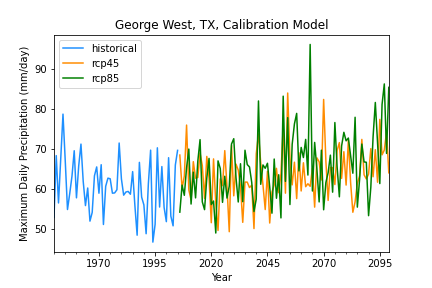 George West, TX, Calibration Model
Maximum Daily Precipitation (mm/day)
historical
rcp45
rcp85
90
80
70
60
50
1970
1995
2020
2045
2070
2095
Year